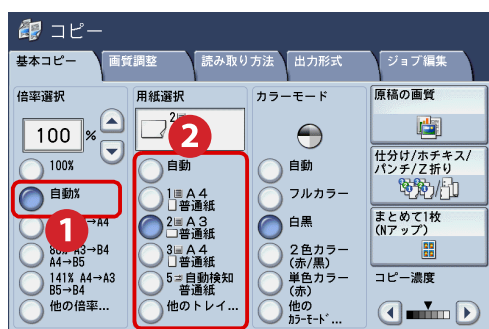 コピー
基本コピー
画質調整
読み取り方法
出力形式
ジョブ編集
倍率選択
100 %
100%
自動%
1
→A4
A3→B4
A4→B5
141% A4→A3
B5→B4
他の倍率...
用紙選択
2
2
自動
1 A4
普通紙
2 A3
普通紙
3 A4
普通紙
5 自動検知
普通紙
他のトレイ...
カラーモード
自動
フルカラー
白黒
2色カラー
(赤/黒)
単色カラー
(赤)
他の
カラーモード...
原稿の画質
仕分け/ホチキス/
パンチ/Z折り
まとめて1枚
(Nアップ)
コピー濃度